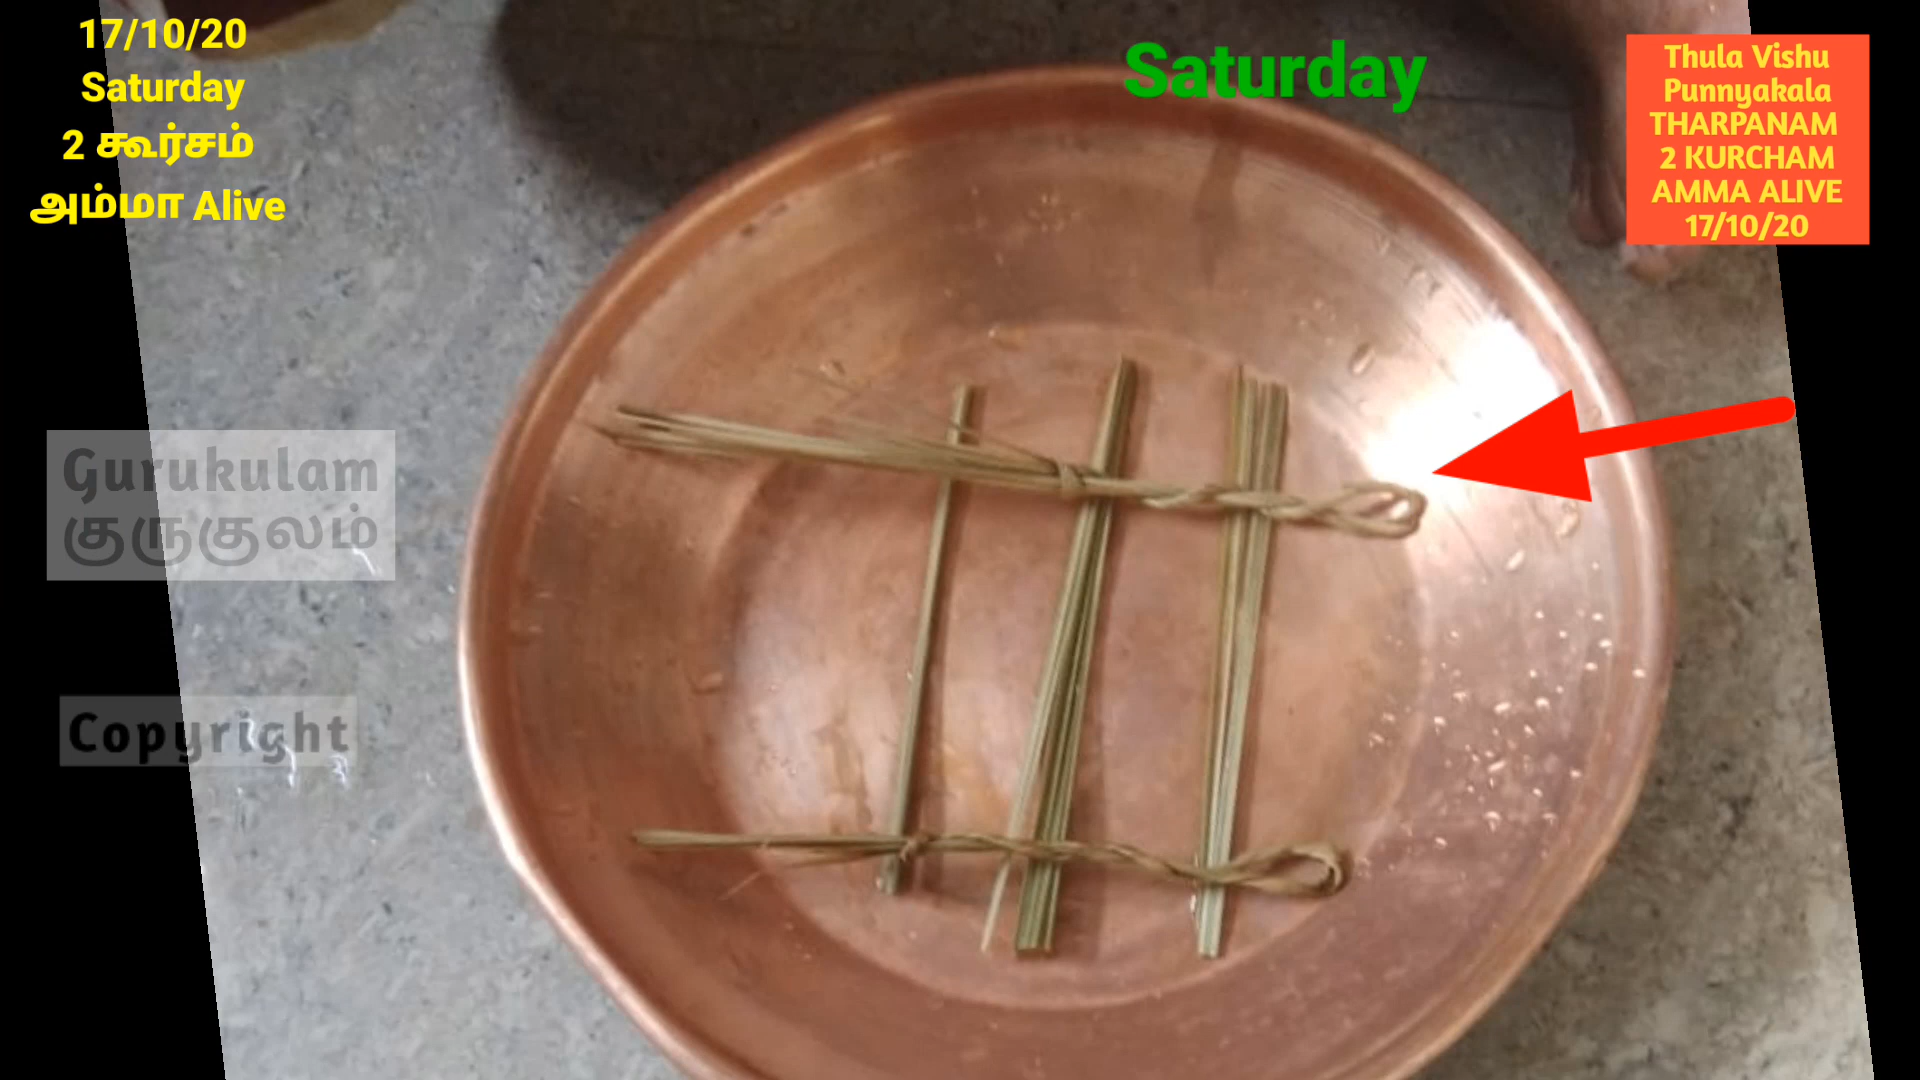 17/10/20
Saturday
2 கூர்சம்
அம்மா Alive
Saturday
Thula Vishu
Punnyakala
THARPANAM
2 KURCHAM
AMMA ALIVE
17/10/20
Gurukulam
குருகுலம்
Copyright